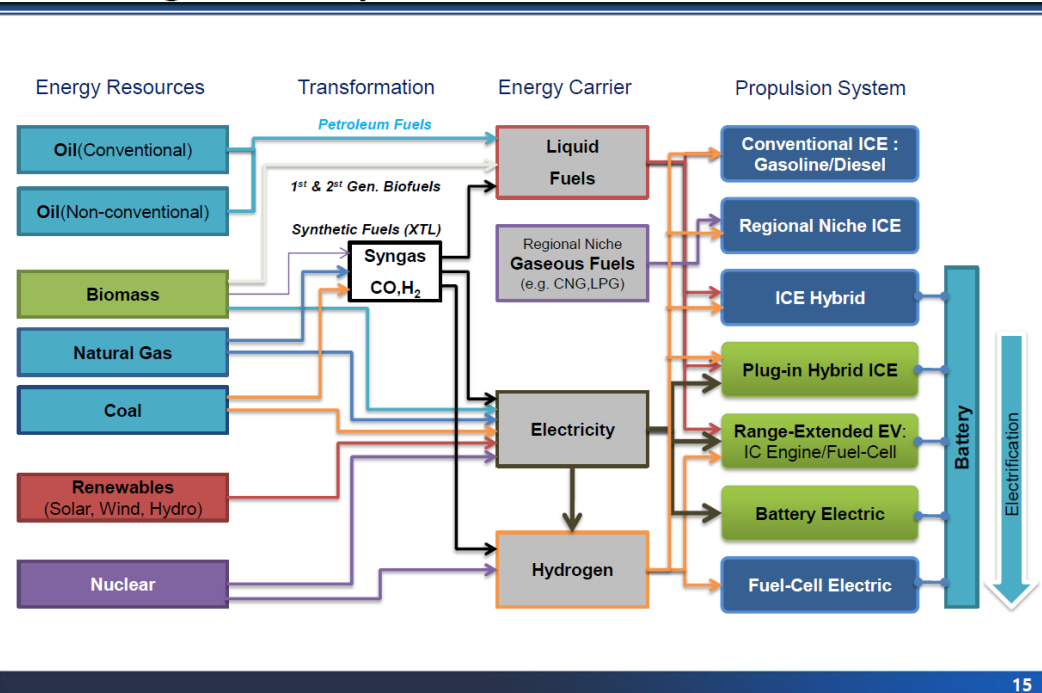 Energy Resources
Transformation
Energy Carrier
Propulsion System
Oil(Conventional)
Oil(Non-conventional)
Biomass
Natural Gas
Coal
Renewables
(Solar, Wind, Hydro)
Nuclear
Petroleum Fuels
1st & 2st Gen. Biofuels
Synthetic Fuels (XTL)
Syngas
CO,H2
Liquid
Fuels
Regional Niche
Gaseous Fuels
(e.g. CNG,LPG)
Electricity
Hydrogen
Conventional ICE :
Gasoline/Diesel
Regional Niche ICE
ICE Hybrid
Plug-in Hybrid ICE
Range-Extended EV:
IC Engine/Fuel-Cell
Battery Electric
Fuel-Cell Electric
Battery
Electrification
15